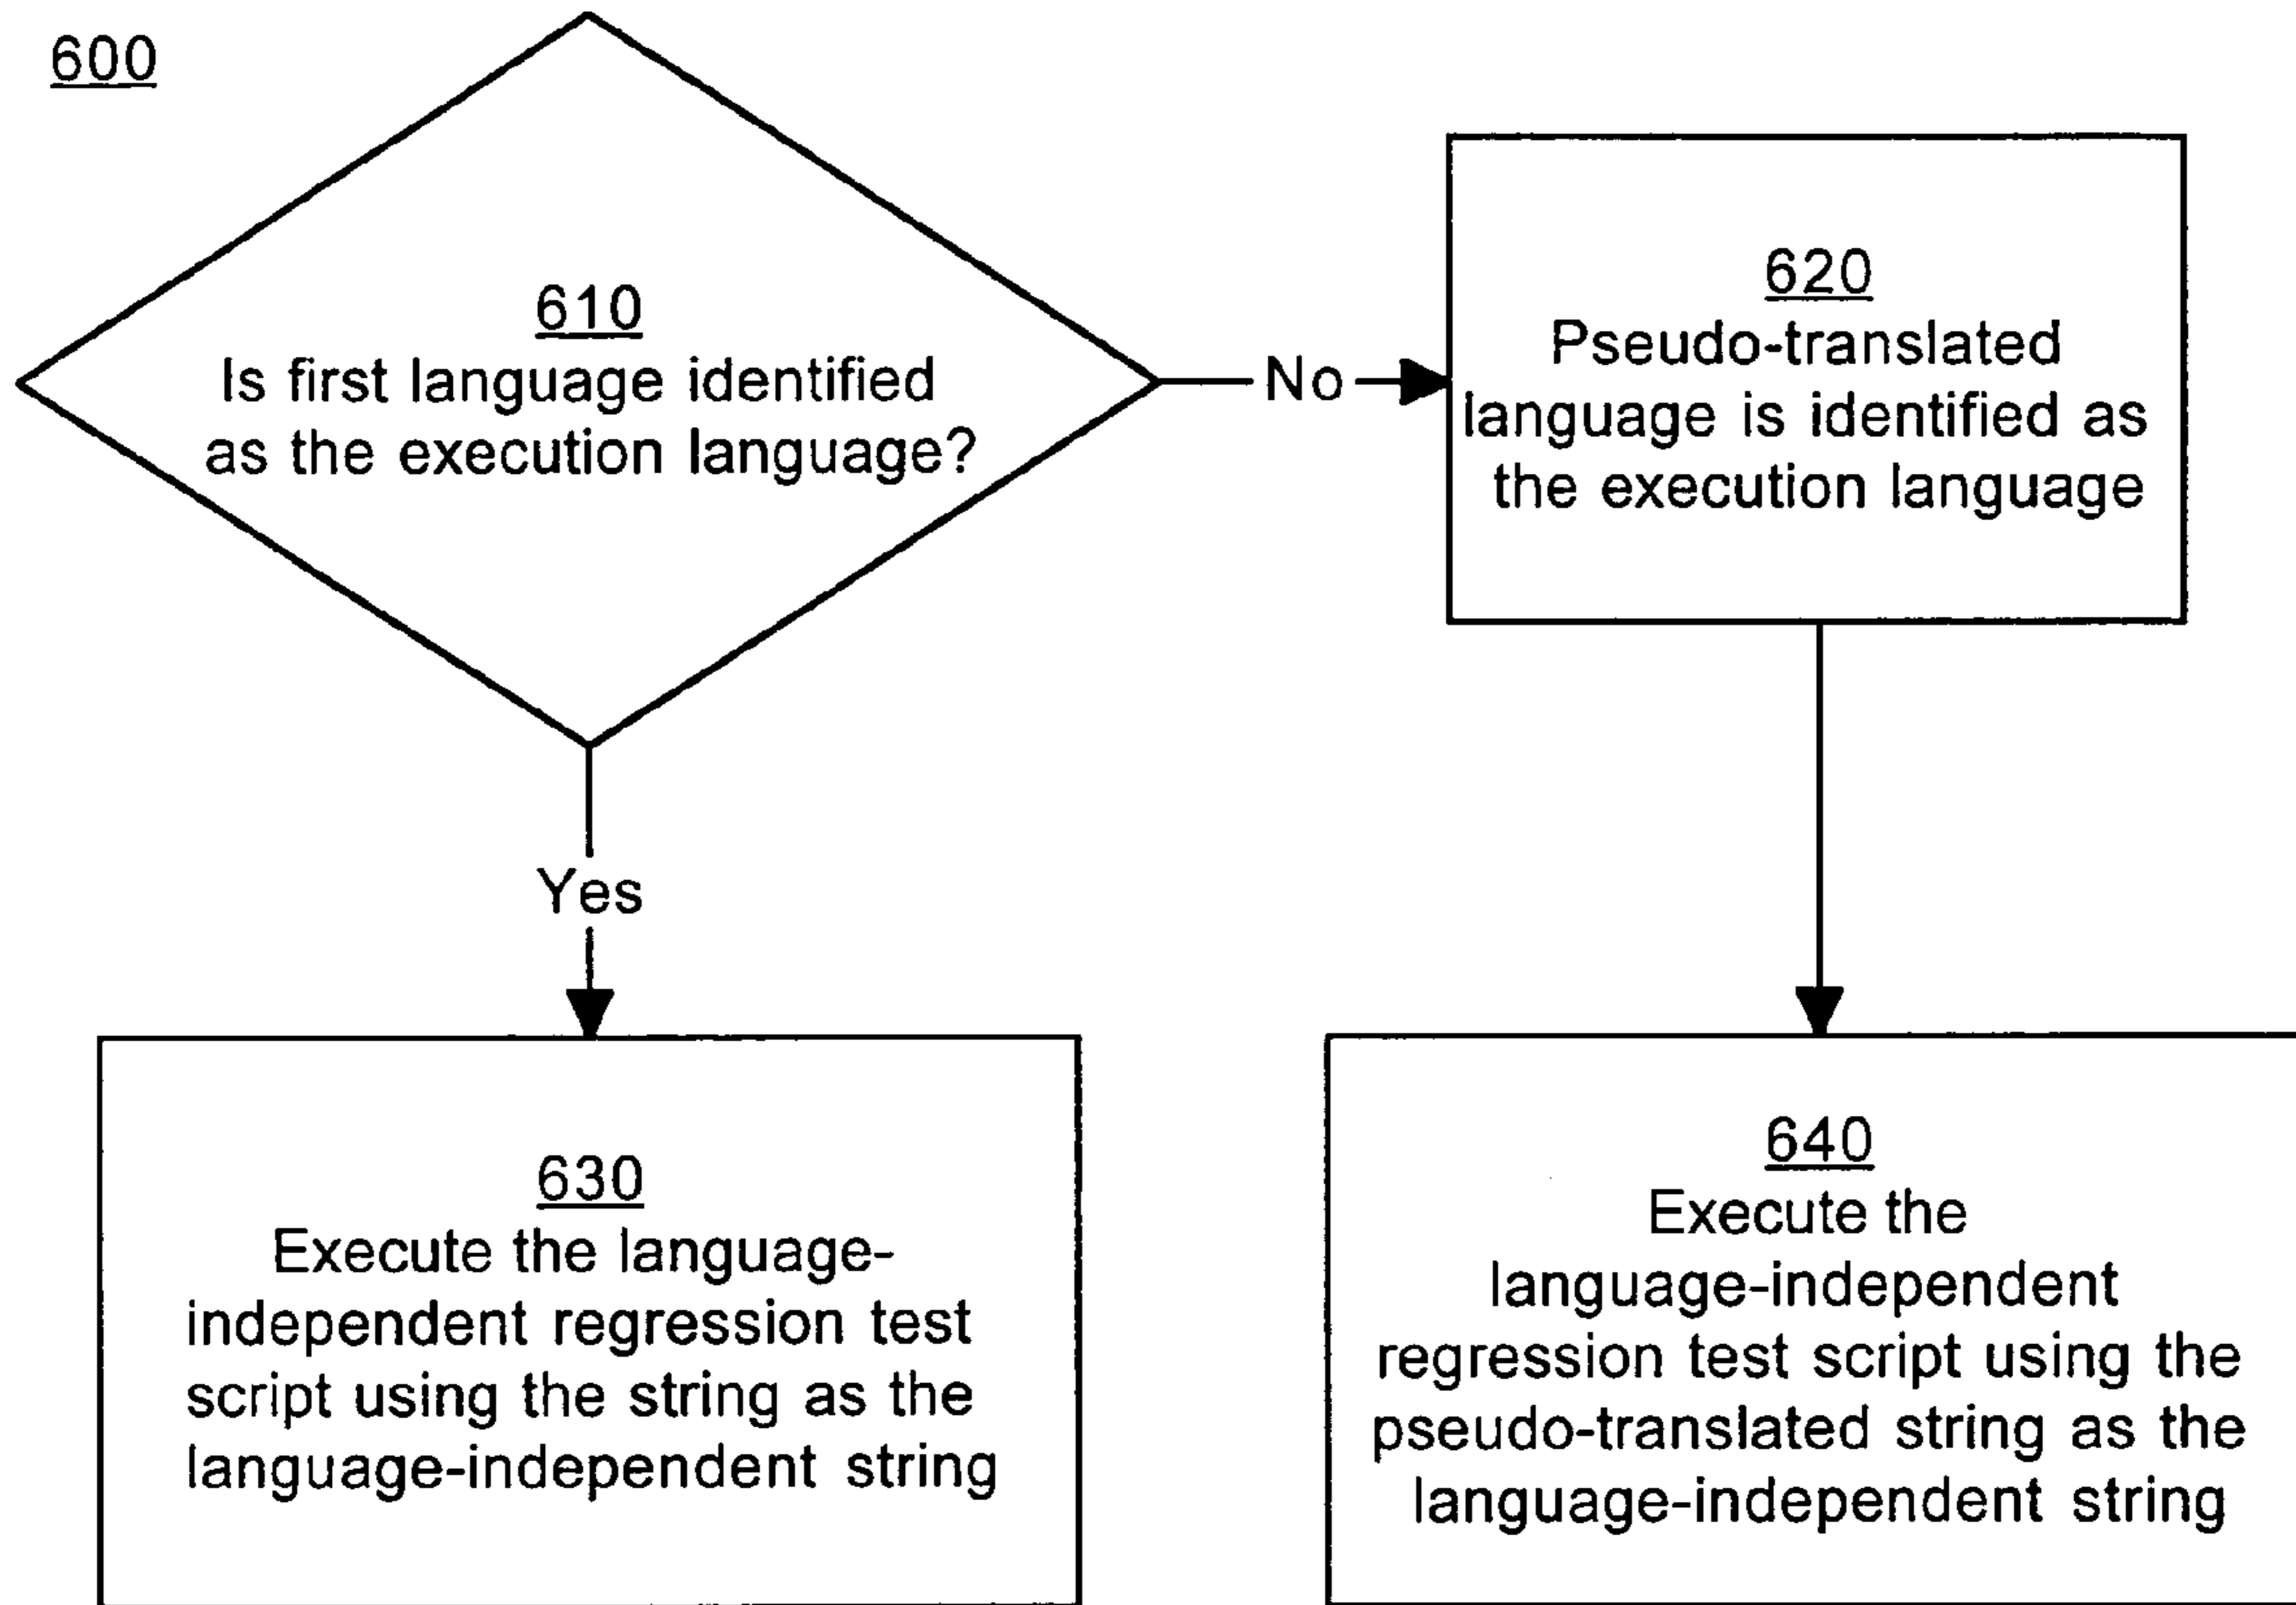 600
610
Is first language identified
as the execution language?
No
620
Pseudo-translated
language is identified as
the execution language
Yes
630
Execute the language-
independent regression test
script using the string as the
language-independent string
640
Execute the
language-independent
regression test script using the
pseudo-translated string as the
language-independent string